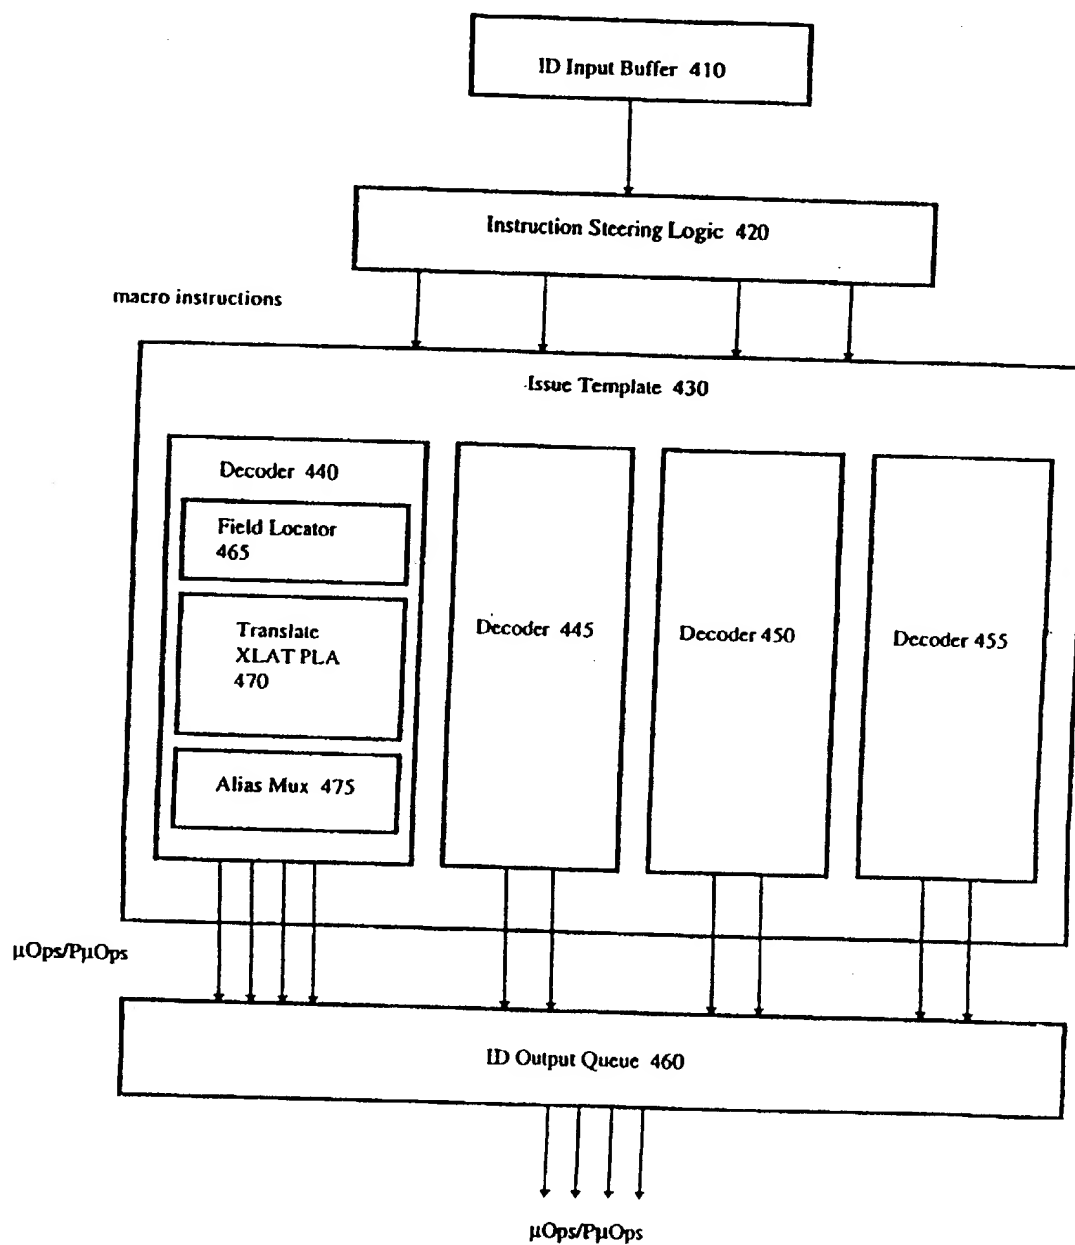 ID Input Buffer 410
Instruction Steering Logic 420
macro instructions
Issue Template 430
Decoder 440
Field Locator
465
Translate
XLAT PLA
470
Alias Mux 475
Decoder 445
Decoder 450
Decoder 455
µOps/PµOps
ID Output Queue 460
µOps/PµOps